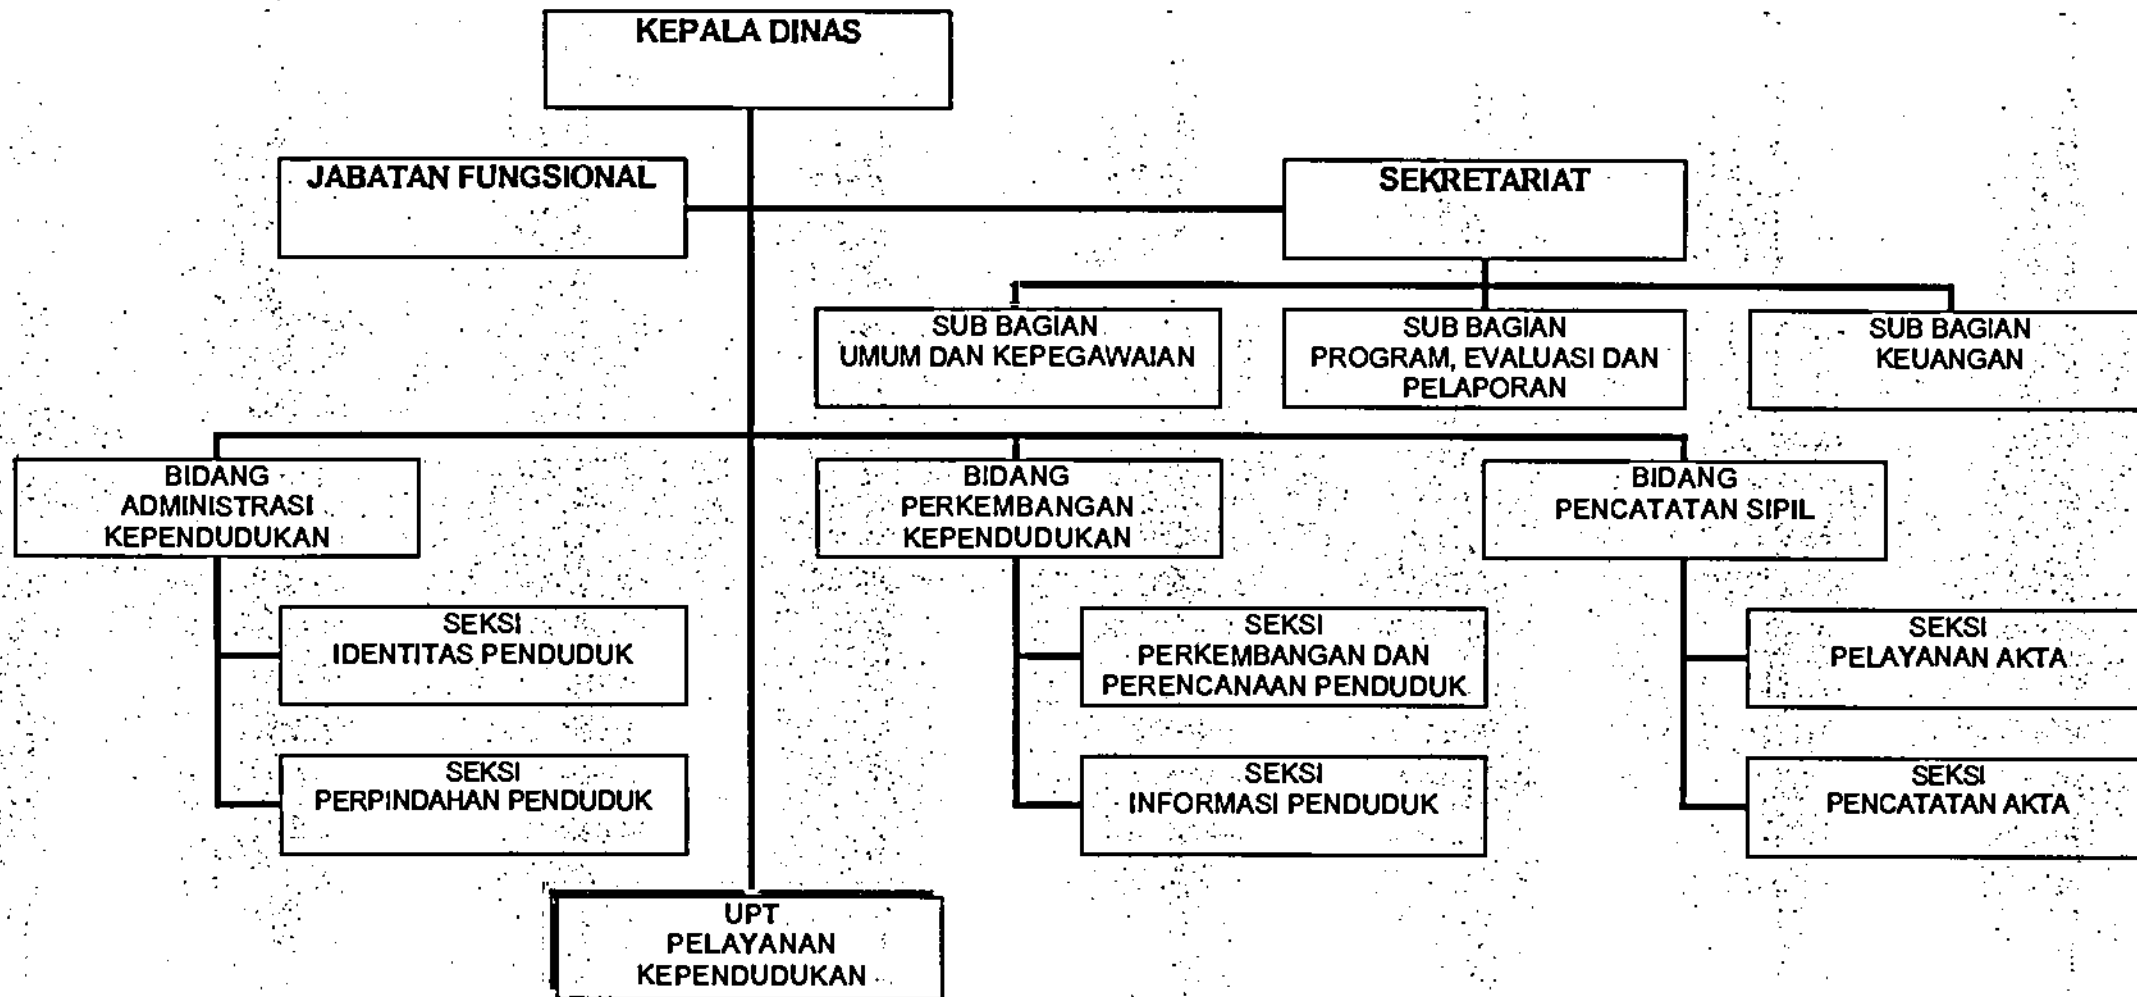 KEPALA DINAS
JABATAN FUNGSIONAL
SEKRETARIAT
SUB BAGIAN
UMUM DAN KEPEGAWAIAN
SUB BAGIAN
PROGRAM, EVALUASI DAN
PELAPORAN
SUB BAGIAN
KEUANGAN
BIDANG
ADMINISTRASI
KEPENDUDUKAN
BIDANG
PERKEMBANGAN
KEPENDUDUKAN
BIDANG
PENCATATAN SIPIL
SEKSI
IDENTITAS PENDUDUK
SEKSI
PERKEMBANGAN DAN
PERENCANAAN PENDUDUK
SEKSI
PELAYANAN AKTA
SEKSI
PERPINDAHAN PENDUDUK
SEKSI
INFORMASI PENDUDUK
SEKSI
PENCATATAN AKTA
UPT
PELAYANAN
KEPENDUDUKAN